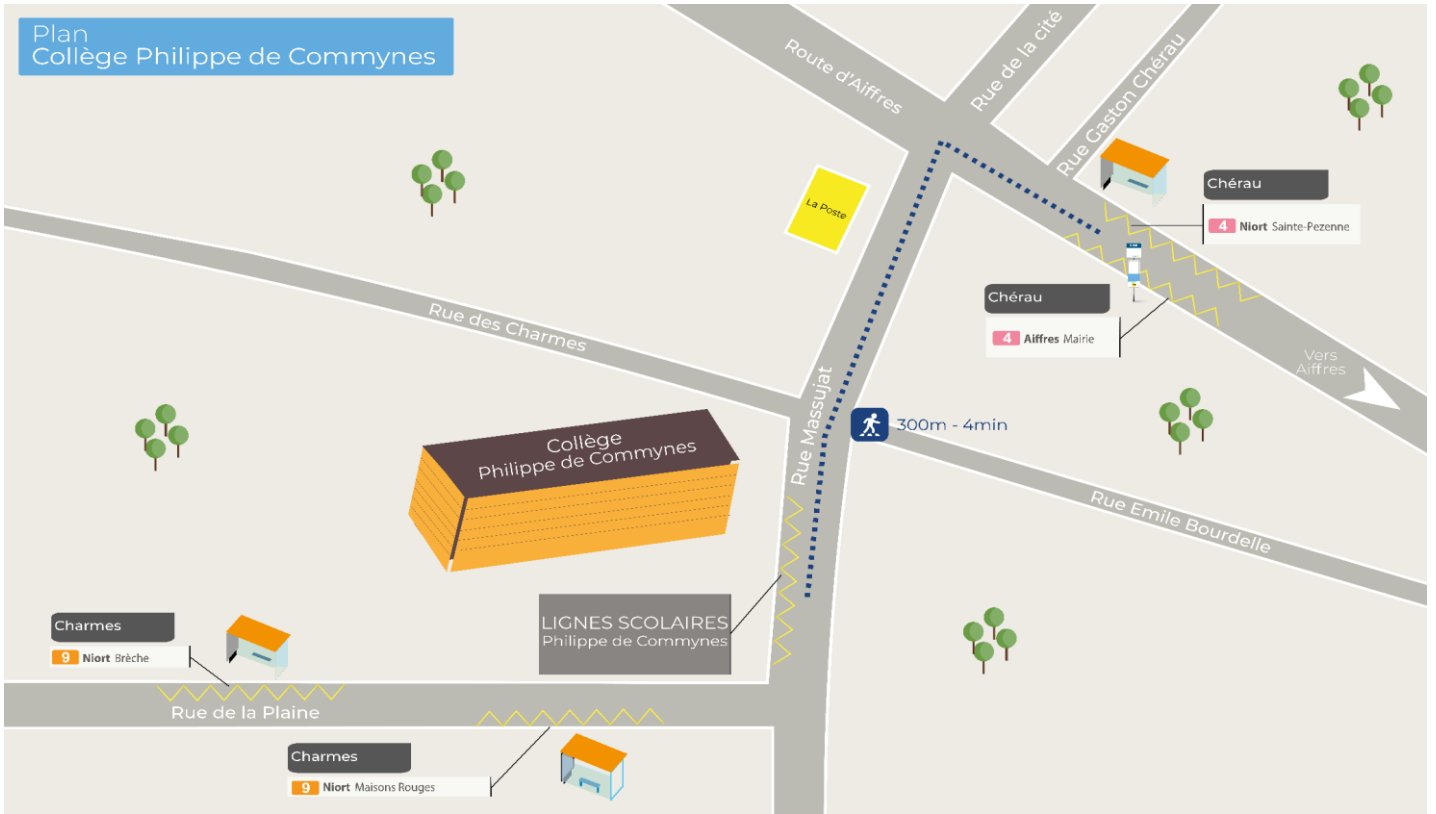 Plan
Collège Philippe de Commynes
Route d'Aiffres
Rue de la cité
Rue Gaston Chérau
La Poste
Chérau
4 Niort Sainte-Pezenne
Chérau
4 Aiffres Mairie
Vers
Aiffres
Rue des Charmes
Rue Massujat
300m - 4min
Collège
Philippe de Commynes
Rue Emile Bourdelle
LIGNES SCOLAIRES
Philippe de Commynes
Charmes
9 Niort Brèche
Rue de la Plaine
Charmes
9 Niort Maisons Rouges